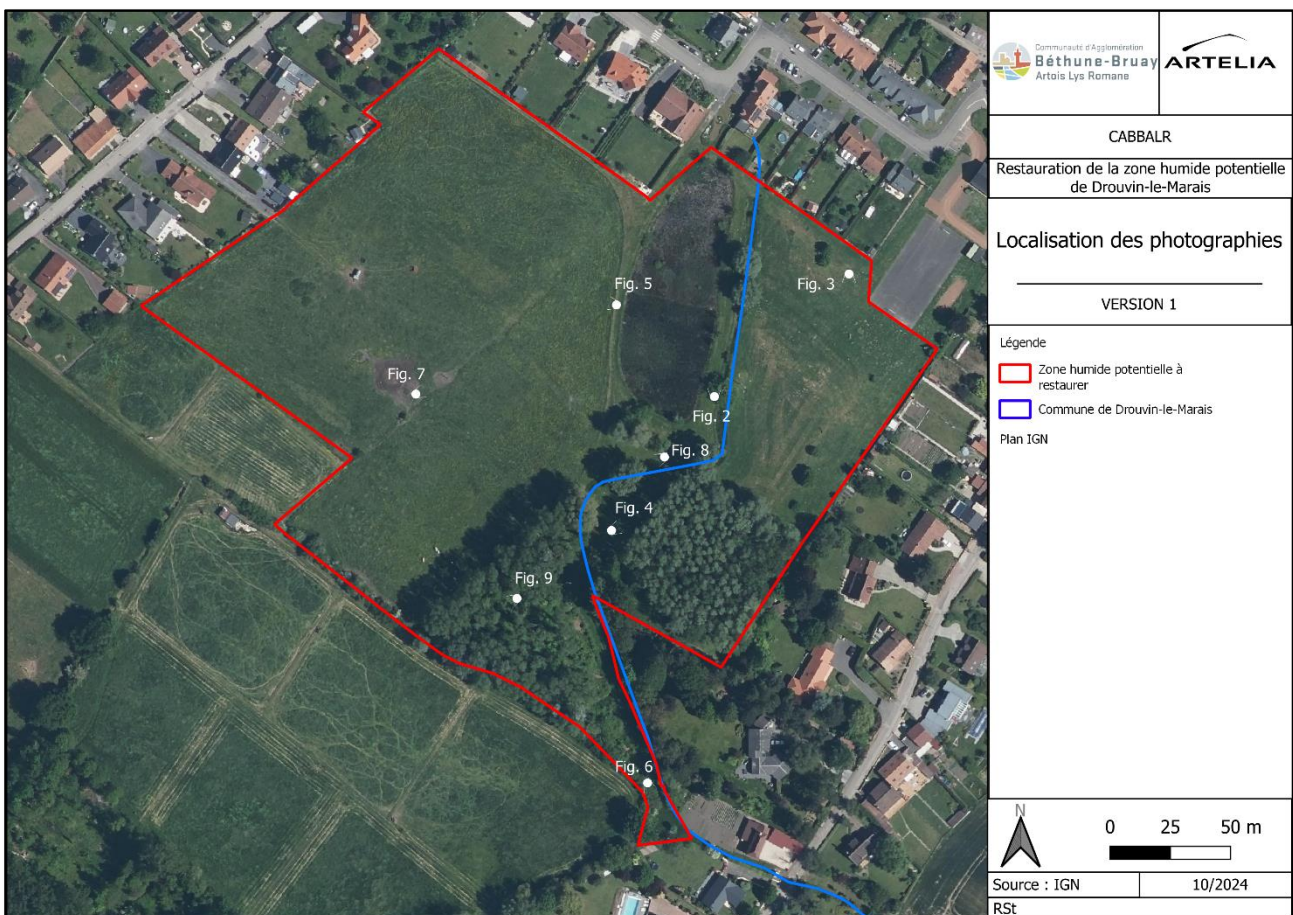 Fig. 5
Fig. 3
Fig. 7
Fig. 2
Fig. 8
Fig. 4
Fig. 9
Fig. 6
Communauté d'Agglomération
Béthune-Bruay
Artois Lys Romane
ARTELIA
CABBALR
Restauration de la zone humide potentielle
de Drouvin-le-Marais
Localisation des photographies
VERSION 1
Légende
Zone humide potentielle à
restaurer
Commune de Drouvin-le-Marais
Plan IGN
N
0 25 50 m
Source : IGN
10/2024
RSt